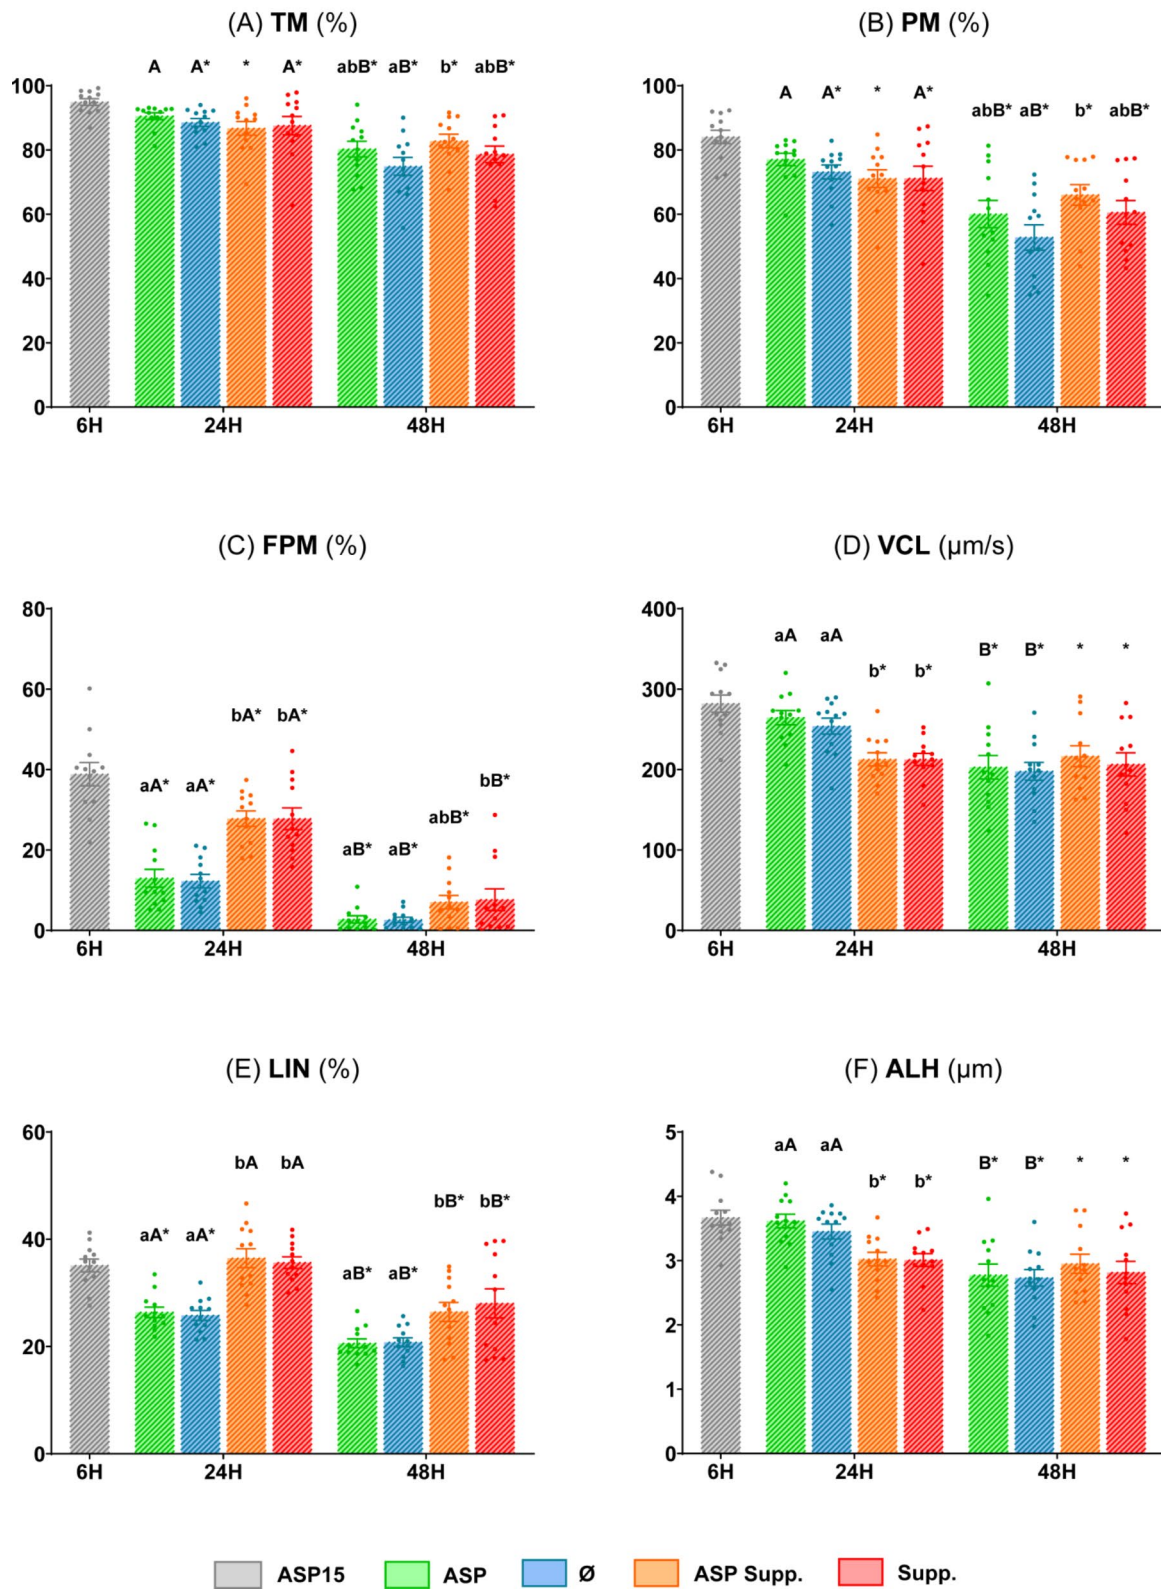 (A) TM (%)
A A* * A* abB* aB* b* abB*
100
80
60
40
20
0
6H 24H 48H
(B) PM (%)
A A* * A* abB* aB* b* abB*
100
80
60
40
20
0
6H 24H 48H
(C) FPM (%)
aA* aA* bA* bA* aB* aB* abB* bB*
80
60
40
20
0
6H 24H 48H
(D) VCL (µm/s)
aA aA b* b* B* B* * *
400
300
200
100
0
6H 24H 48H
(E) LIN (%)
aA* aA* bA bA aB* aB* bB* bB*
60
40
20
0
6H 24H 48H
(F) ALH (µm)
aA aA b* b* B* B* * *
5
4
3
2
1
0
6H 24H 48H
ASP15 ASP Ø ASP Supp. Supp.